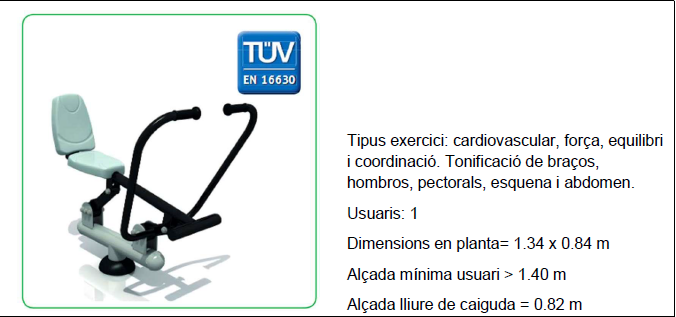 TÜV
EN 16630
Tipus exercici: cardiovascular, força, equilibri
i coordinació. Tonificació de braços,
hombros, pectorals, esquena i abdomen.
Usuaris: 1
Dimensions en planta= 1.34 x 0.84 m
Alçada mínima usuari > 1.40 m
Alçada lliure de caiguda = 0.82 m